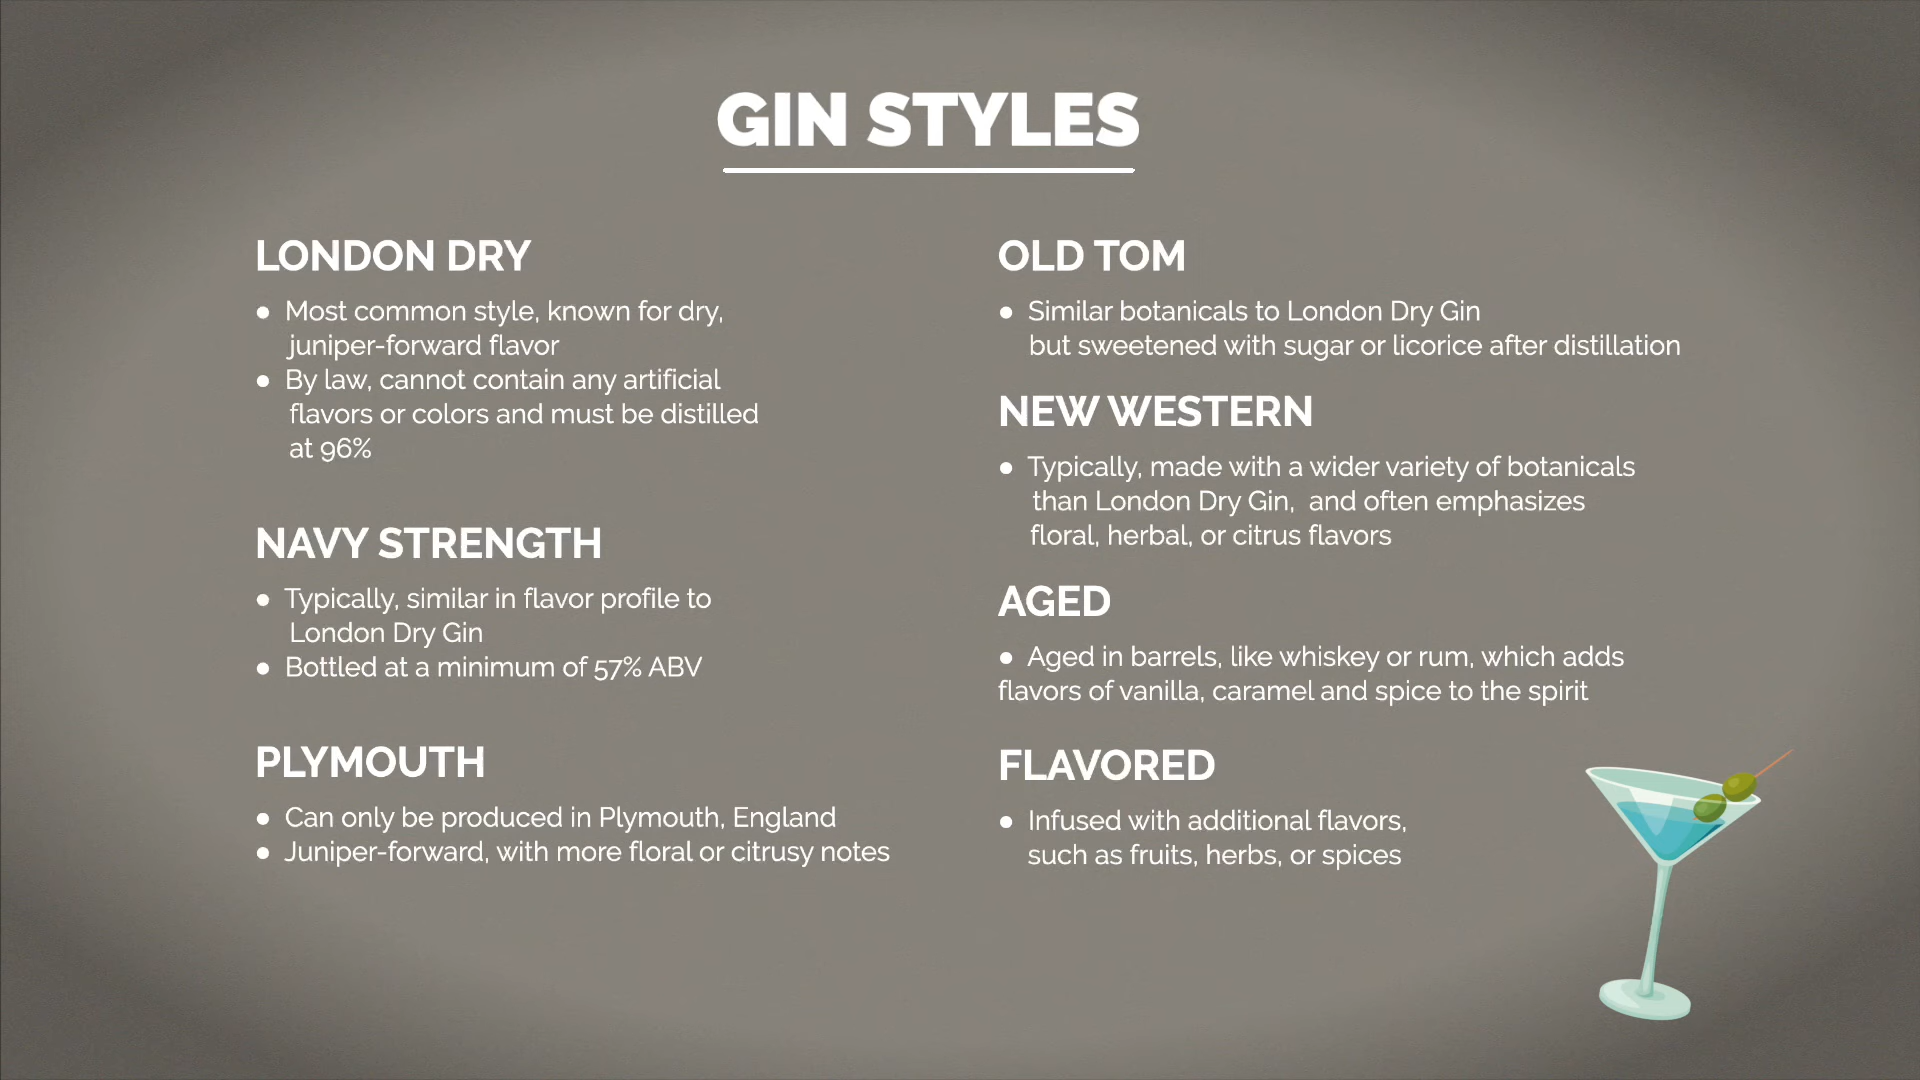 GIN STYLES
LONDON DRY
● Most common style, known for dry,
juniper-forward flavor
● By law, cannot contain any artificial
flavors or colors and must be distilled
at 96%
NAVY STRENGTH
● Typically, similar in flavor profile to
London Dry Gin
● Bottled at a minimum of 57% ABV
PLYMOUTH
● Can only be produced in Plymouth, England
● Juniper-forward, with more floral or citrusy notes
OLD TOM
● Similar botanicals to London Dry Gin
but sweetened with sugar or licorice after distillation
NEW WESTERN
● Typically, made with a wider variety of botanicals
than London Dry Gin, and often emphasizes
floral, herbal, or citrus flavors
AGED
● Aged in barrels, like whiskey or rum, which adds
flavors of vanilla, caramel and spice to the spirit
FLAVORED
● Infused with additional flavors,
such as fruits, herbs, or spices